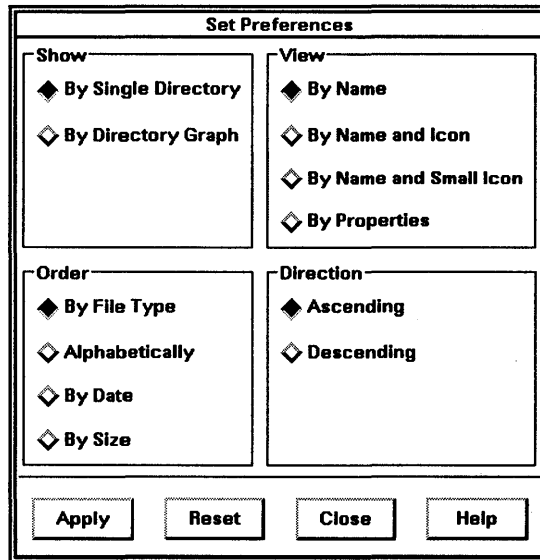 Set Preferences
Show
By Single Directory
By Directory Graph
View
By Name
By Name and Icon
By Name and Small Icon
By Properties
Order
By File Type
Alphabetically
By Date
By Size
Direction
Ascending
Descending
Apply
Reset
Close
Help